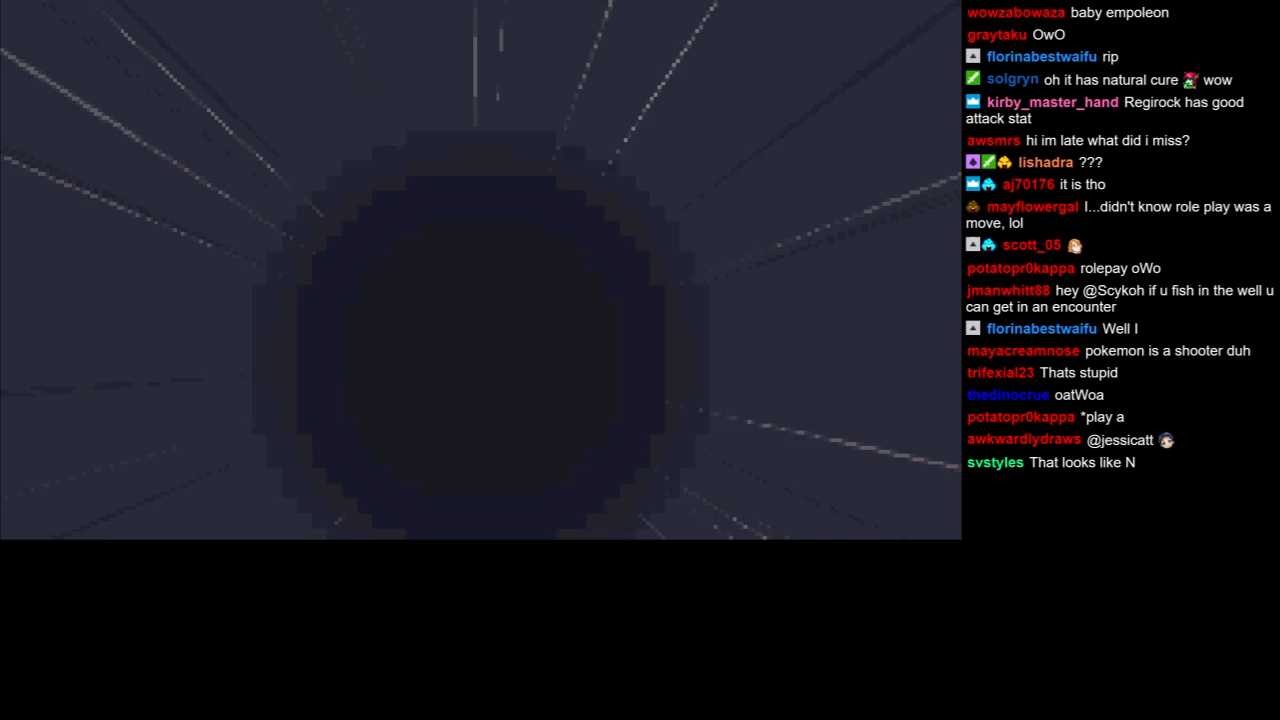 wowzabowaza baby empoleon
graytaku OwO
florinabestwaifu rip
solgryn oh it has natural cure wow
kirby_master_hand Regirock has good
attack stat
awsmrs hi im late what did i miss?
lishadra ???
aj70176 it is tho
mayflowergal I...didn't know role play was a
move, lol
scott_05
potatopr0kappa rolepay oWo
jmanwhitt88 hey @Scykoh if u fish in the well u
can get in an encounter
florinabestwaifu Well I
mayacreamnose pokemon is a shooter duh
trifexial23 Thats stupid
thedinocrue oatWoa
potatopr0kappa *play a
awkwardlydraws @jessicatt
svstyles That looks like N